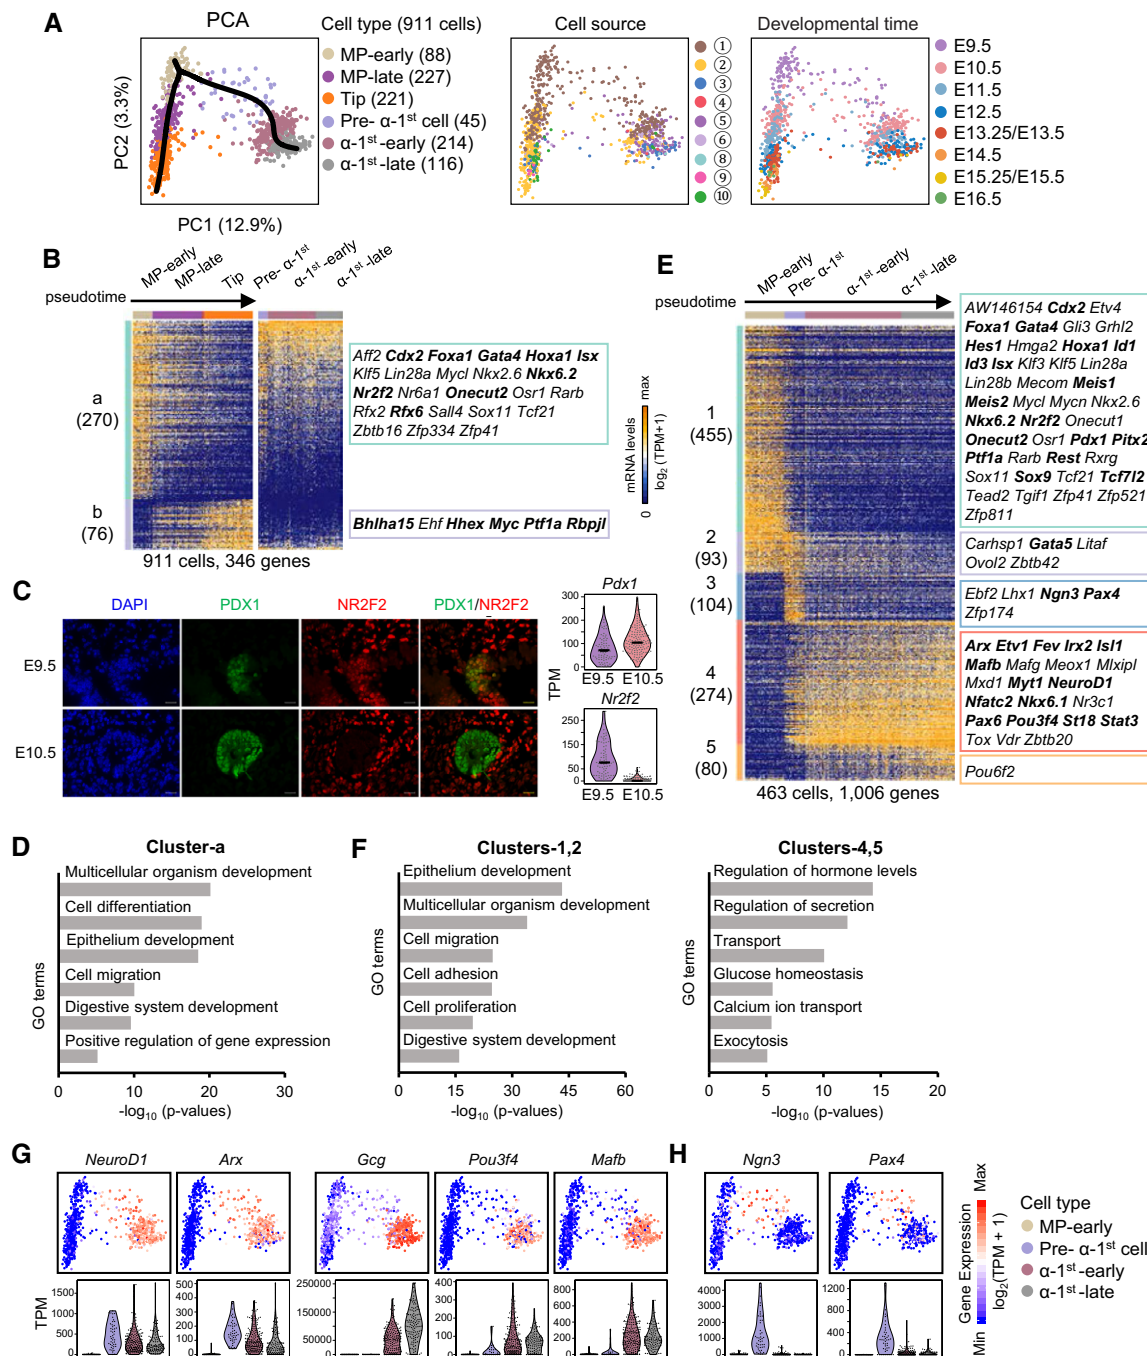 A
PCA
Cell type (911 cells)
MP-early (88)
MP-late (227)
Tip (221)
Pre- α-1st cell (45)
α-1st-early (214)
α-1st-late (116)
PC2 (3.3%)
PC1 (12.9%)
Cell source
①
②
③
④
⑤
⑥
⑧
⑨
⑩
Developmental time
E9.5
E10.5
E11.5
E12.5
E13.25/E13.5
E14.5
E15.25/E15.5
E16.5
B
MP-early
MP-late
Tip
Pre- α-1st
α-1st-early
α-1st-late
pseudotime
a
(270)
b
(76)
911 cells, 346 genes
Aff2 Cdx2 Foxa1 Gata4 Hoxa1 Isx
Klf5 Lin28a Mycl Nkx2.6 Nkx6.2
Nr2f2 Nr6a1 Onecut2 Osr1 Rarb
Rfx2 Rfx6 Sall4 Sox11 Tcf21
Zbtb16 Zfp334 Zfp41
Bhlha15 Ehf Hhex Myc Ptf1a Rbpjl
max
0
mRNA levels
log2 (TPM+1)
C
DAPI
PDX1
NR2F2
PDX1/NR2F2
E9.5
E10.5
Pdx1
300
200
100
0
E9.5 E10.5
TPM
Nr2f2
250
150
50
0
E9.5 E10.5
E
MP-early
Pre- α-1st
α-1st-early
α-1st-late
pseudotime
1
(455)
2
(93)
3
(104)
4
(274)
5
(80)
463 cells, 1,006 genes
AW146154 Cdx2 Etv4
Foxa1 Gata4 Gli3 Grhl2
Hes1 Hmga2 Hoxa1 Id1
Id3 Isx Klf3 Klf5 Lin28a
Lin28b Mecom Meis1
Meis2 Mycl Mycn Nkx2.6
Nkx6.2 Nr2f2 Onecut1
Onecut2 Osr1 Pdx1 Pitx2
Ptf1a Rarb Rest Rxrg
Sox11 Sox9 Tcf21 Tcf7l2
Tead2 Tgif1 Zfp41 Zfp521
Zfp811
Carhsp1 Gata5 Litaf
Ovol2 Zbtb42
Ebf2 Lhx1 Ngn3 Pax4
Zfp174
Arx Etv1 Fev Irx2 Isl1
Mafb Mafg Meox1 Mlxipl
Mxd1 Myt1 NeuroD1
Nfatc2 Nkx6.1 Nr3c1
Pax6 Pou3f4 St18 Stat3
Tox Vdr Zbtb20
Pou6f2
D
Cluster-a
Multicellular organism development
Cell differentiation
Epithelium development
Cell migration
Digestive system development
Positive regulation of gene expression
GO terms
0 10 20 30
-log10 (p-values)
F
Clusters-1,2
Epithelium development
Multicellular organism development
Cell migration
Cell adhesion
Cell proliferation
Digestive system development
GO terms
0 15 30 45 60
-log10 (p-values)
Clusters-4,5
Regulation of hormone levels
Regulation of secretion
Transport
Glucose homeostasis
Calcium ion transport
Exocytosis
GO terms
0 5 10 15 20
-log10 (p-values)
G
NeuroD1
Arx
Gcg
Pou3f4
Mafb
TPM
1500
1000
500
0
500
400
300
200
100
0
250000
150000
50000
0
400
200
0
800
600
400
200
0
H
Ngn3
Pax4
4000
3000
2000
1000
0
1200
800
400
0
Max
Min
Gene Expression
log2(TPM + 1)
Cell type
MP-early
Pre- α-1st cell
α-1st-early
α-1st-late